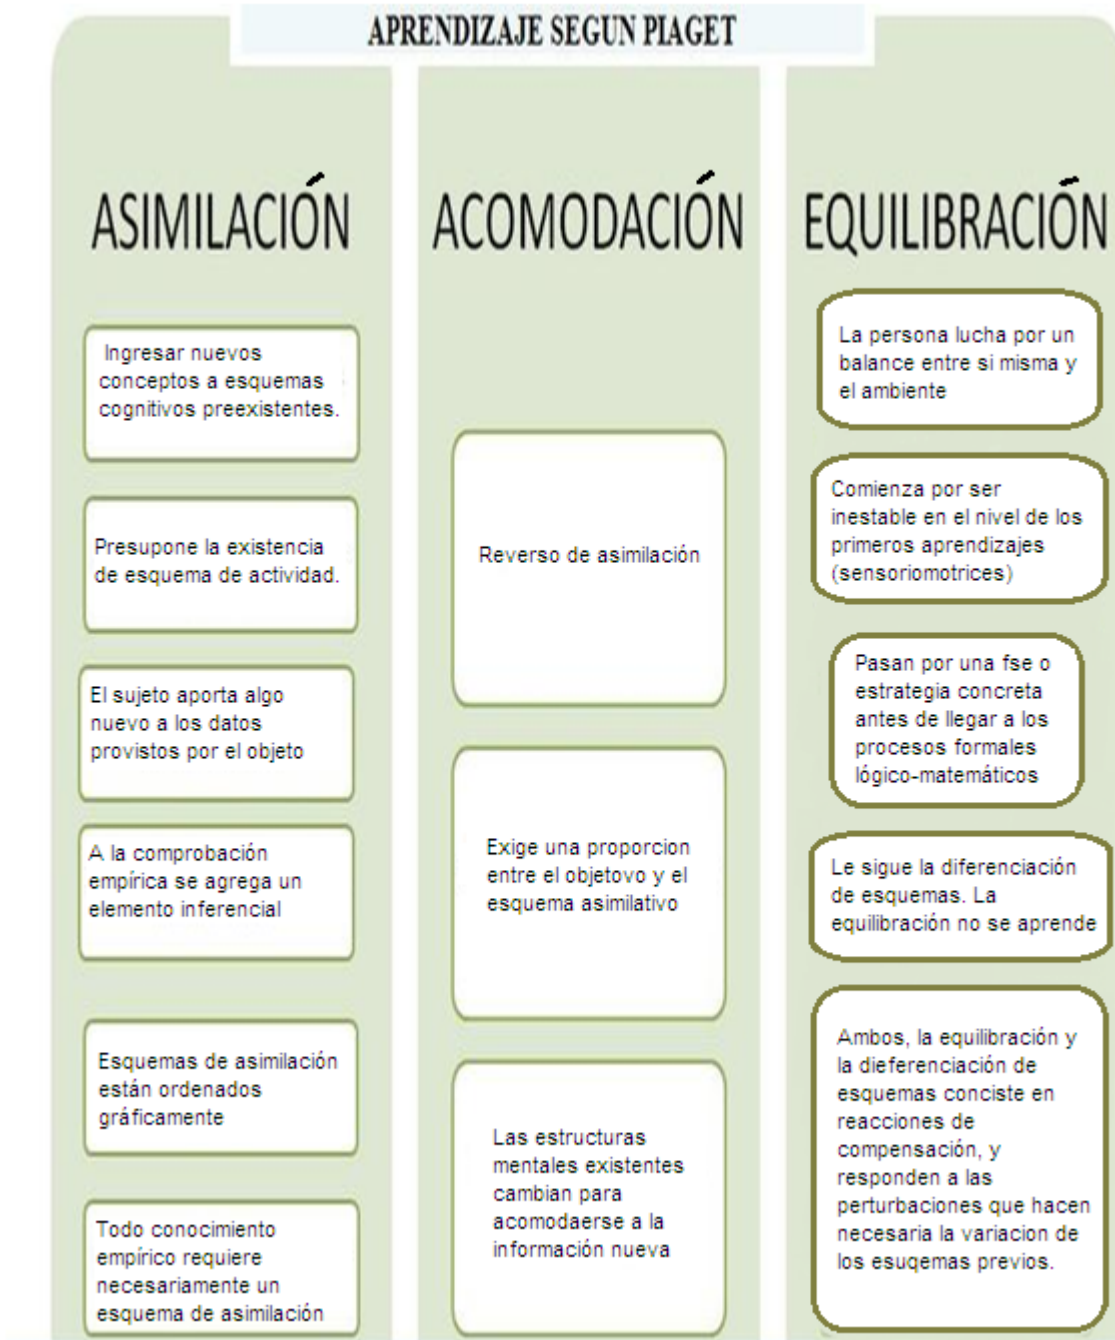 APRENDIZAJE SEGUN PIAGET
ASIMILACIÓN
Ingresar nuevos
conceptos a esquemas
cognitivos preexistentes.
Presupone la existencia
de esquema de actividad.
El sujeto aporta algo
nuevo a los datos
provistos por el objeto
A la comprobación
empírica se agrega un
elemento inferencial
Esquemas de asimilación
están ordenados
gráficamente
Todo conocimiento
empírico requiere
necesariamente un
esquema de asimilación
ACOMODACIÓN
Reverso de asimilación
Exige una proporcion
entre el objetovo y el
esquema asimilativo
Las estructuras
mentales existentes
cambian para
acomodaerse a la
información nueva
EQUILIBRACIÓN
La persona lucha por un
balance entre si misma y
el ambiente
Comienza por ser
inestable en el nivel de los
primeros aprendizajes
(sensoriomotrices)
Pasan por una fse o
estrategia concreta
antes de llegar a los
procesos formales
lógico-matemáticos
Le sigue la diferenciación
de esquemas. La
equilibración no se aprende
Ambos, la equilibración y
la dieferenciación de
esquemas conciste en
reacciones de
compensación, y
responden a las
perturbaciones que hacen
necesaria la variacion de
los esuqemas previos.